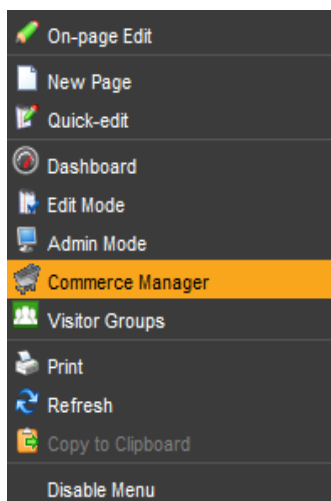 On-page Edit
New Page
Quick-edit
Dashboard
Edit Mode
Admin Mode
Commerce Manager
Visitor Groups
Print
Refresh
Copy to Clipboard
Disable Menu